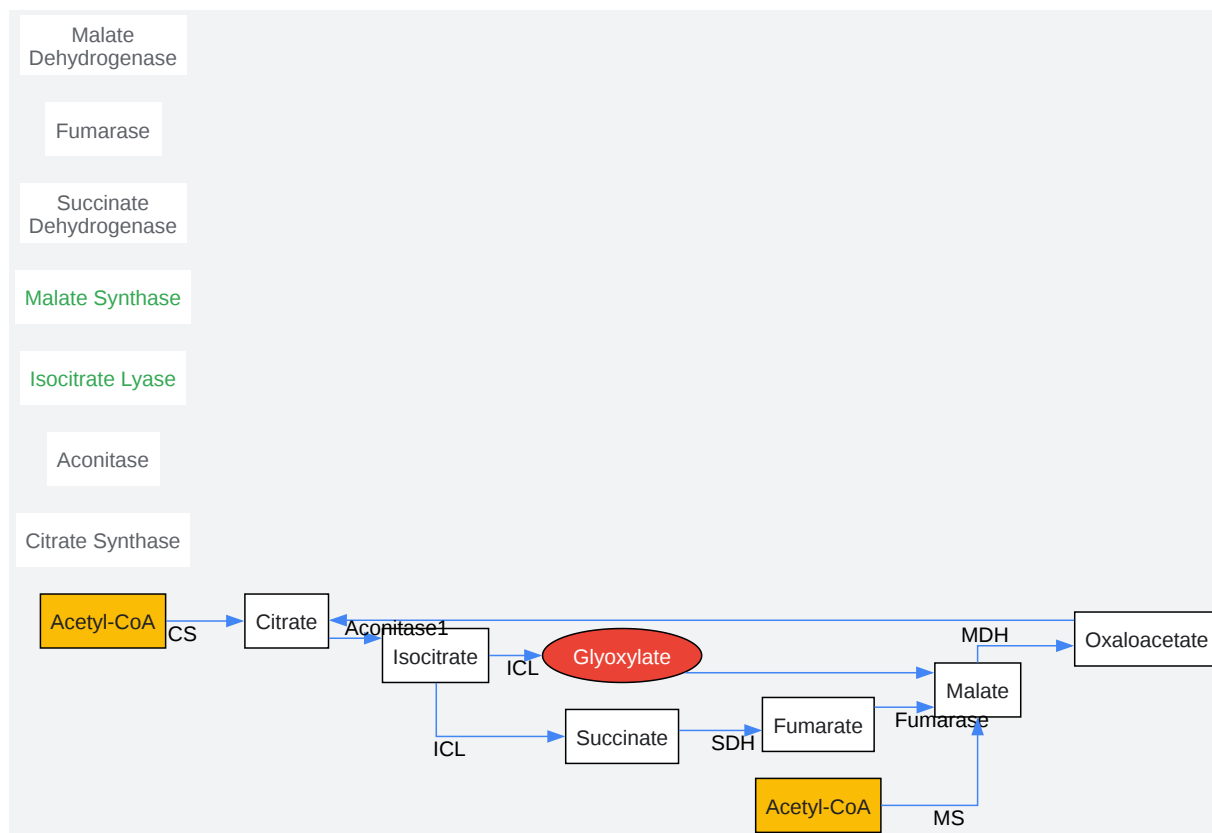 Malate
Dehydrogenase
Fumarase
Succinate
Dehydrogenase
Malate Synthase
Isocitrate Lyase
Aconitase
Citrate Synthase
Acetyl-CoA
CS
Citrate
Aconitase1
Isocitrate
ICL
Glyoxylate
MDH
Oxaloacetate
Malate
ICL
Succinate
SDH
Fumarate
Fumarase
Acetyl-CoA
MS